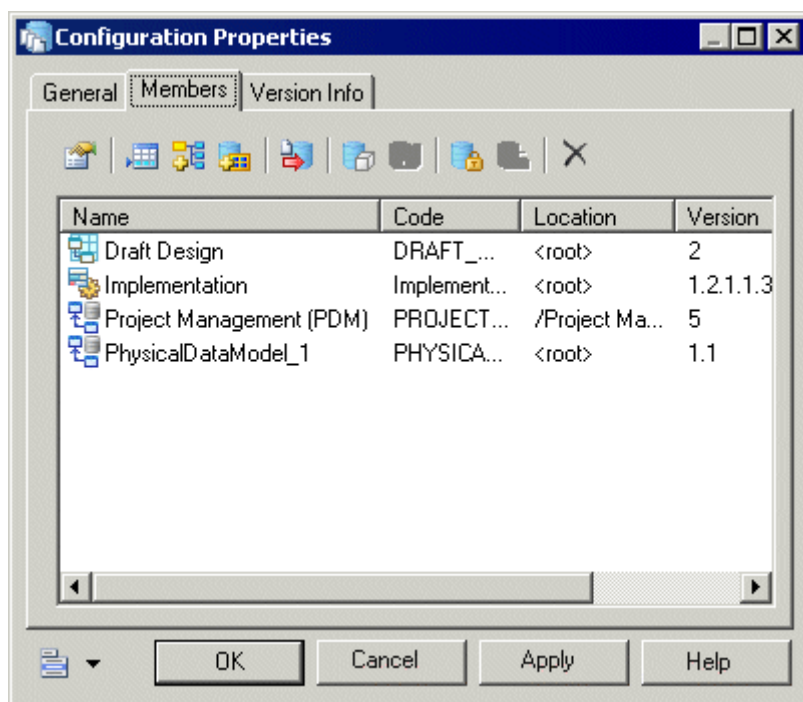 Configuration Properties
General Members Version Info
Name Code Location Version
Draft Design DRAFT_... <root> 2
Implementation Implement... <root> 1.2.1.1.3
Project Management (PDM) PROJECT... /Project Ma... 5
PhysicalDataModel_1 PHYSICA... <root> 1.1
OK Cancel Apply Help